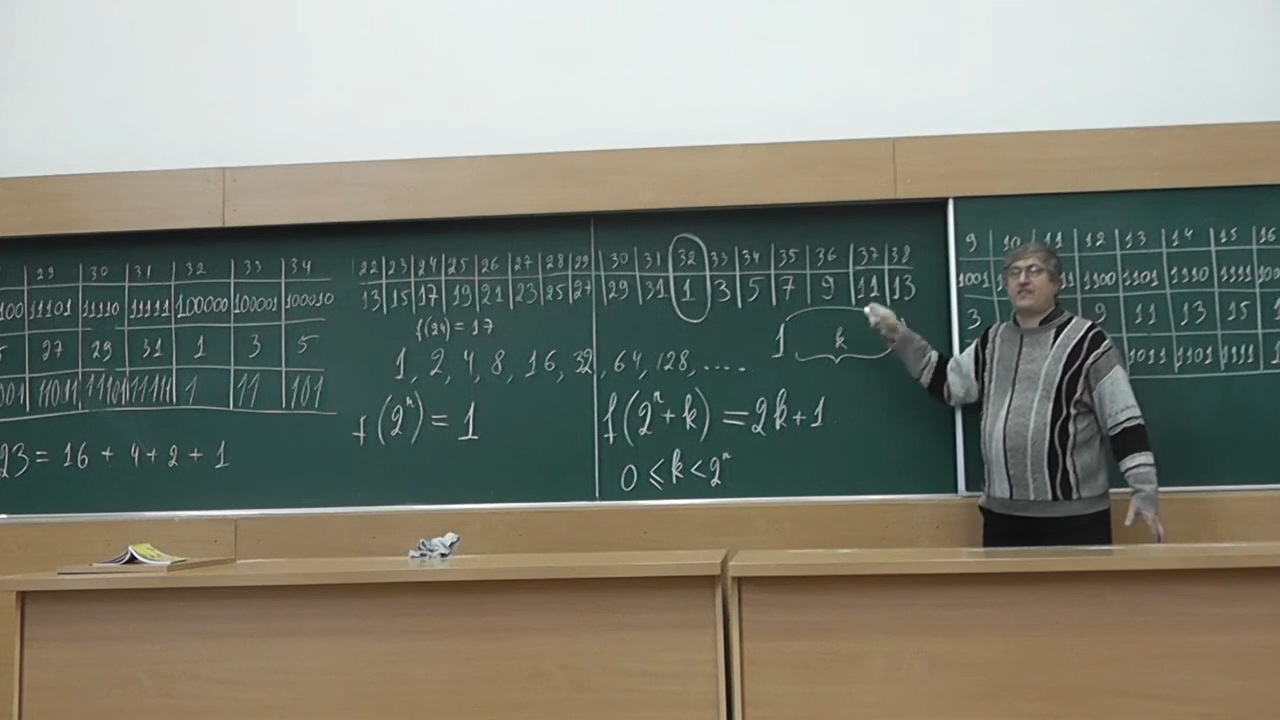 29 30 31 32 33 34
100 11101 11110 11111 100000 100001 100010
27 29 31 1 3 5
001 11011 11101 11111 1 11 101
23 = 16 + 4 + 2 + 1
22 23 24 25 26 27 28 29 30 31 32 33 34 35 36 37 38
13 15 17 19 21 23 25 27 29 31 1 3 5 7 9 11 13
f(24) = 17
1 k
1, 2, 4, 8, 16, 32, 64, 128, ....
f(2ⁿ) = 1
f(2ⁿ+k) = 2k+1
0 ⩽ k < 2ⁿ
9 10 11 12 13 14 15 16
1001 11 1100 1101 1110 1111
3 9 11 13 15
1011 1101 1111